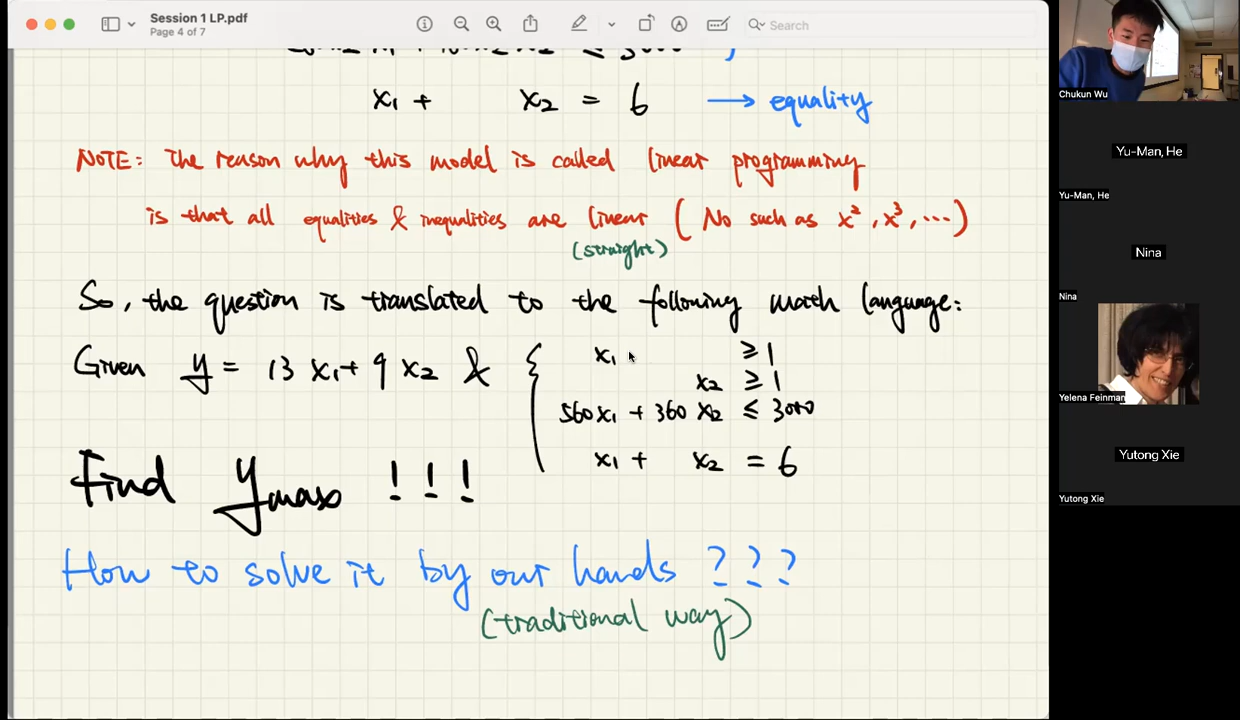 Session 1 LP.pdf
Page 4 of 7
Search
≤ 3000
x₁ + x₂ = 6 → equality
NOTE: The reason why this model is called linear programming
is that all equalities & inequalities are linear (No such as x², x³, ...)
(straight)
So, the question is translated to the following math language:
Given y = 13 x₁ + 9 x₂ & {
x₁ ≥ 1
x₂ ≥ 1
560x₁ + 360 x₂ ≤ 3000
x₁ + x₂ = 6
Find ymax !!!
How to solve it by our hands ???
(traditional way)
Chukun Wu
Yu-Man, He
Yu-Man, He
Nina
Nina
Yelena Feinman
Yutong Xie
Yutong Xie